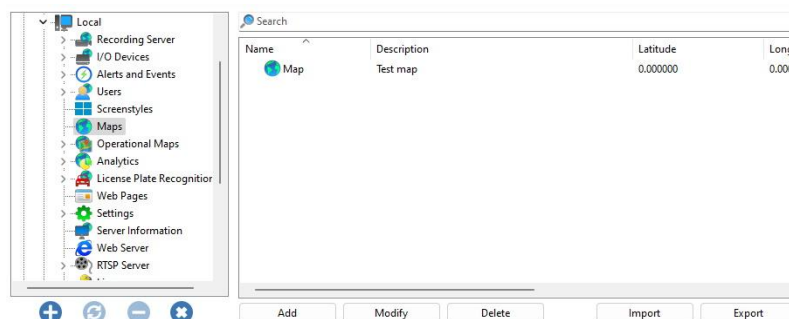 Local
Recording Server
I/O Devices
Alerts and Events
Users
Screenstyles
Maps
Operational Maps
Analytics
License Plate Recognition
Web Pages
Settings
Server Information
Web Server
RTSP Server
Search
Name Description Latitude
Map Test map 0.000000
Add Modify Delete Import Export